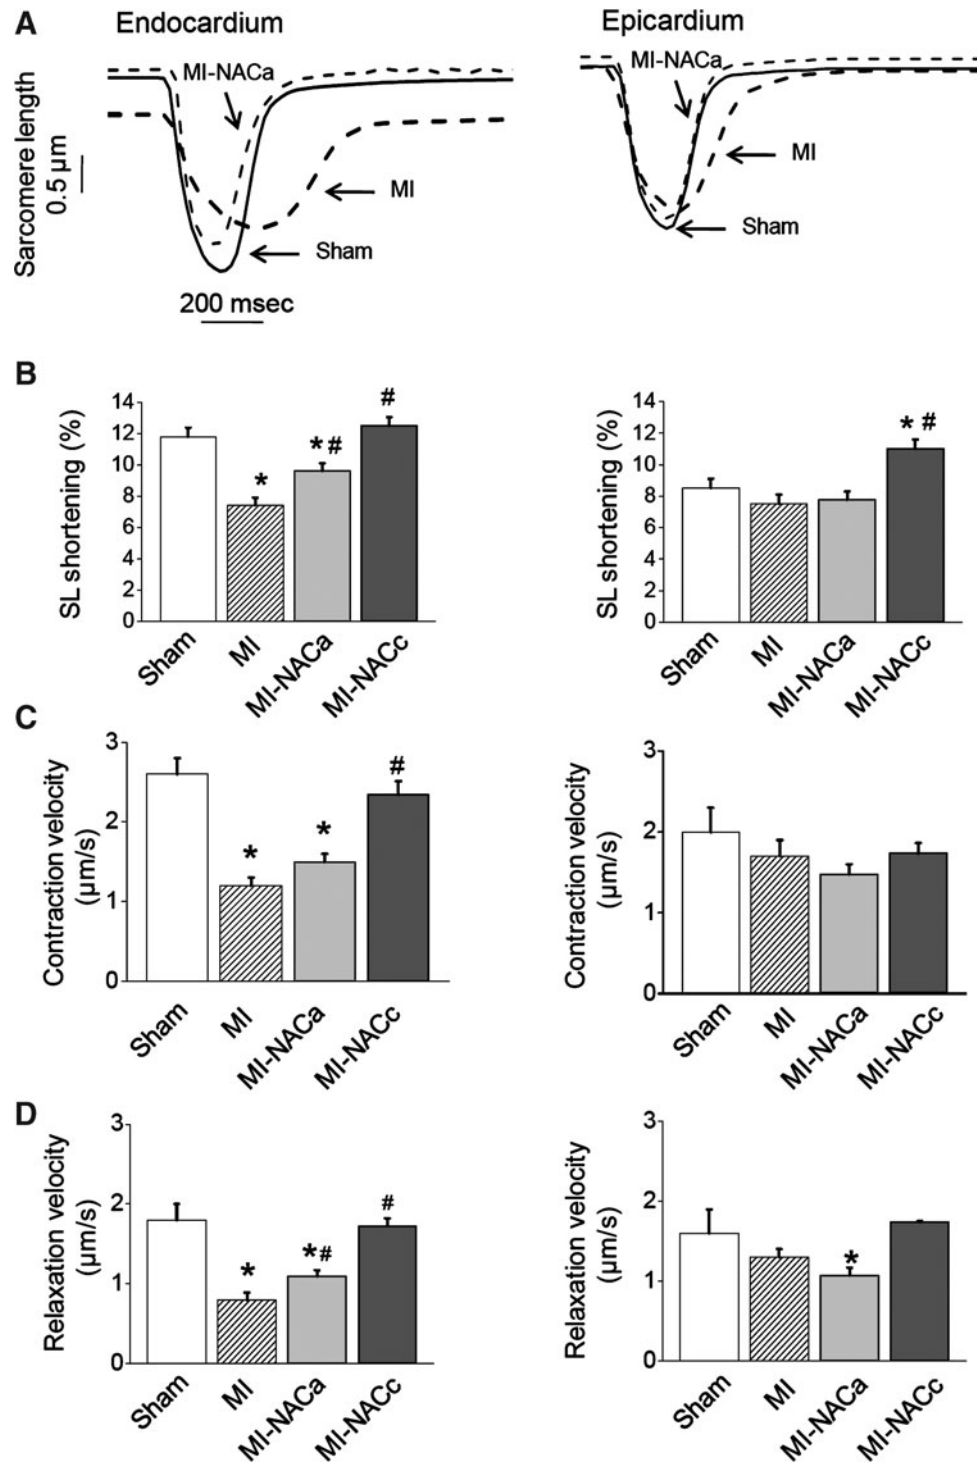 A
Endocardium
Epicardium
MI-NACa
MI-NACa
Sarcomere length
0.5 µm
MI
MI
Sham
Sham
200 msec
B
SL shortening (%)
14
12
10
8
6
4
2
0
*
* #
#
Sham
MI
MI-NACa
MI-NACc
SL shortening (%)
14
12
10
8
6
4
2
0
* #
Sham
MI
MI-NACa
MI-NACc
C
Contraction velocity
(µm/s)
3
2
1
0
*
*
#
Sham
MI
MI-NACa
MI-NACc
Contraction velocity
(µm/s)
3
2
1
0
Sham
MI
MI-NACa
MI-NACc
D
Relaxation velocity
(µm/s)
3
2
1
0
*
*#
#
Sham
MI
MI-NACa
MI-NACc
Relaxation velocity
(µm/s)
3
2
1
0
*
Sham
MI
MI-NACa
MI-NACc